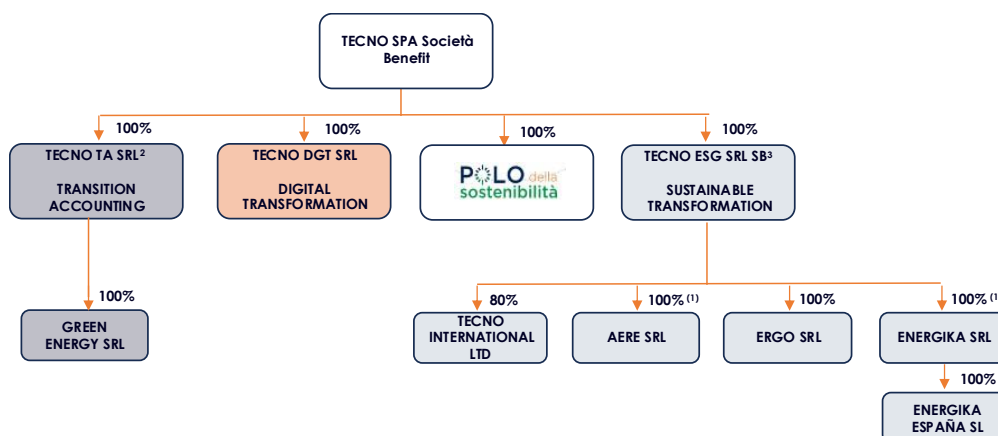 TECNO SPA Società
Benefit
100%
100%
100%
100%
TECNO TA SRL²
TRANSITION
ACCOUNTING
TECNO DGT SRL
DIGITAL
TRANSFORMATION
POLO della
sostenibilità
TECNO ESG SRL SB³
SUSTAINABLE
TRANSFORMATION
100%
80%
100% (1)
100%
100% (1
GREEN
ENERGY SRL
TECNO
INTERNATIONAL
LTD
AERE SRL
ERGO SRL
ENERGIKA SRL
100%
ENERGIKA
ESPAÑA SL